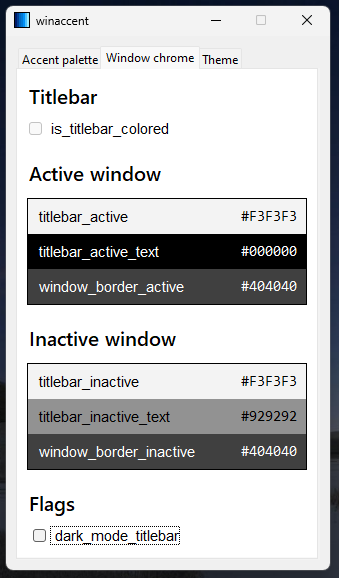 winaccent
Accent palette Window chrome Theme
Titlebar
is_titlebar_colored
Active window
titlebar_active #F3F3F3
titlebar_active_text #000000
window_border_active #404040
Inactive window
titlebar_inactive #F3F3F3
titlebar_inactive_text #929292
window_border_inactive #404040
Flags
dark_mode_titlebar